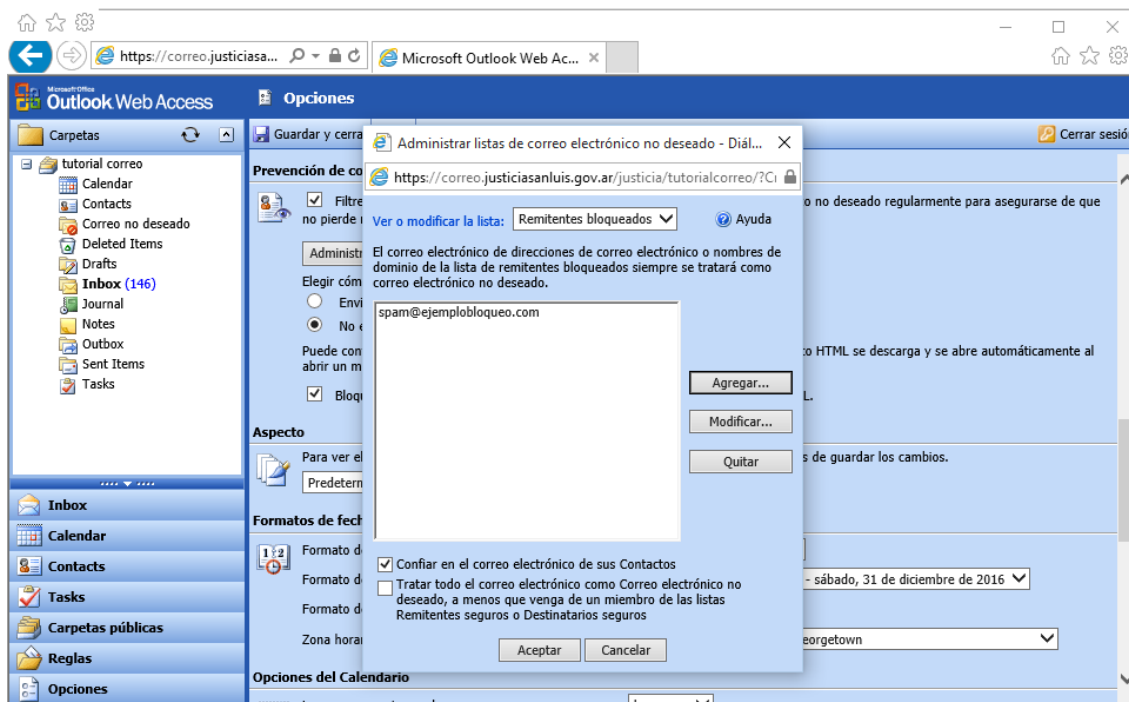 https://correo.justiciasa...
Microsoft Outlook Web Ac...
Microsoft Office
Outlook Web Access
Opciones
Carpetas
Guardar y cerra
Cerrar sesió
tutorial correo
Calendar
Contacts
Correo no deseado
Deleted Items
Drafts
Inbox (146)
Journal
Notes
Outbox
Sent Items
Tasks
Inbox
Calendar
Contacts
Tasks
Carpetas públicas
Reglas
Opciones
Prevención de co
Filtre
o no deseado regularmente para asegurarse de que
no pierde
Administr
Elegir cóm
Envi
No e
Puede con
to HTML se descarga y se abre automáticamente al
abrir un m
Bloqu
L.
Aspecto
Para ver el
s de guardar los cambios.
Predetern
Formatos de fech
Formato d
Formato d
- sábado, 31 de diciembre de 2016
Formato d
Zona horar
eorgetown
Opciones del Calendario
Administrar listas de correo electrónico no deseado - Diál...
https://correo.justiciasanluis.gov.ar/justicia/tutorialcorreo/?C
Ver o modificar la lista: Remitentes bloqueados
Ayuda
El correo electrónico de direcciones de correo electrónico o nombres de
dominio de la lista de remitentes bloqueados siempre se tratará como
correo electrónico no deseado.
spam@ejemplobloqueo.com
Agregar...
Modificar...
Quitar
Confiar en el correo electrónico de sus Contactos
Tratar todo el correo electrónico como Correo electrónico no
deseado, a menos que venga de un miembro de las listas
Remitentes seguros o Destinatarios seguros
Aceptar
Cancelar